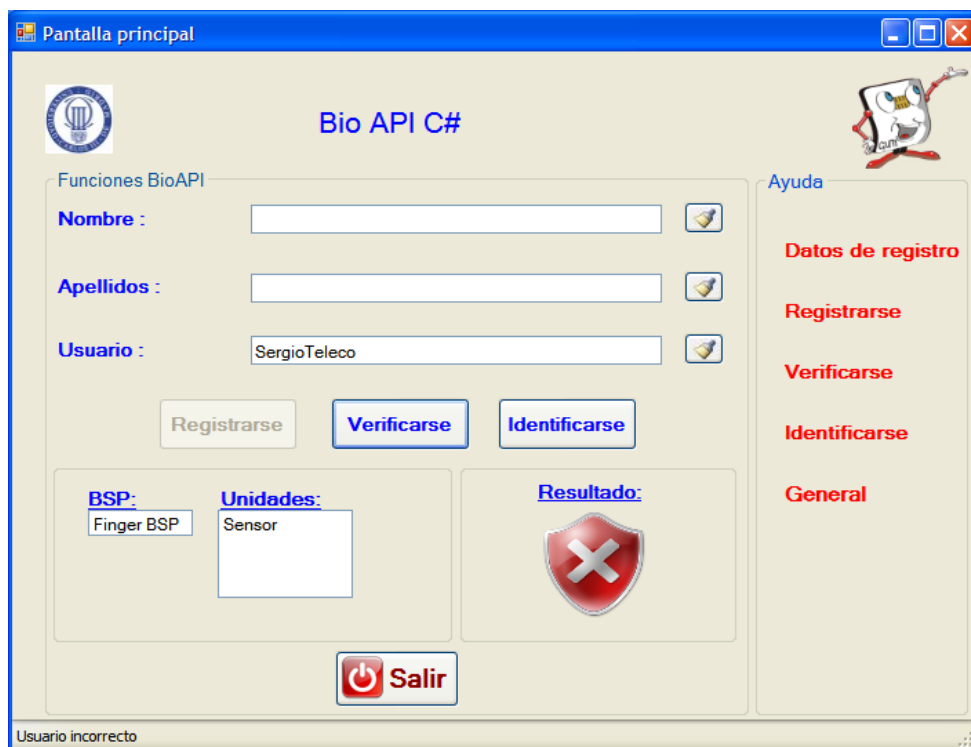 Pantalla principal
Bio API C#
Funciones BioAPI
Nombre :
Apellidos :
Usuario :
SergioTeleco
Registrarse
Verificarse
Identificarse
BSP:
Finger BSP
Unidades:
Sensor
Resultado:
Salir
Ayuda
Datos de registro
Registrarse
Verificarse
Identificarse
General
Usuario incorrecto